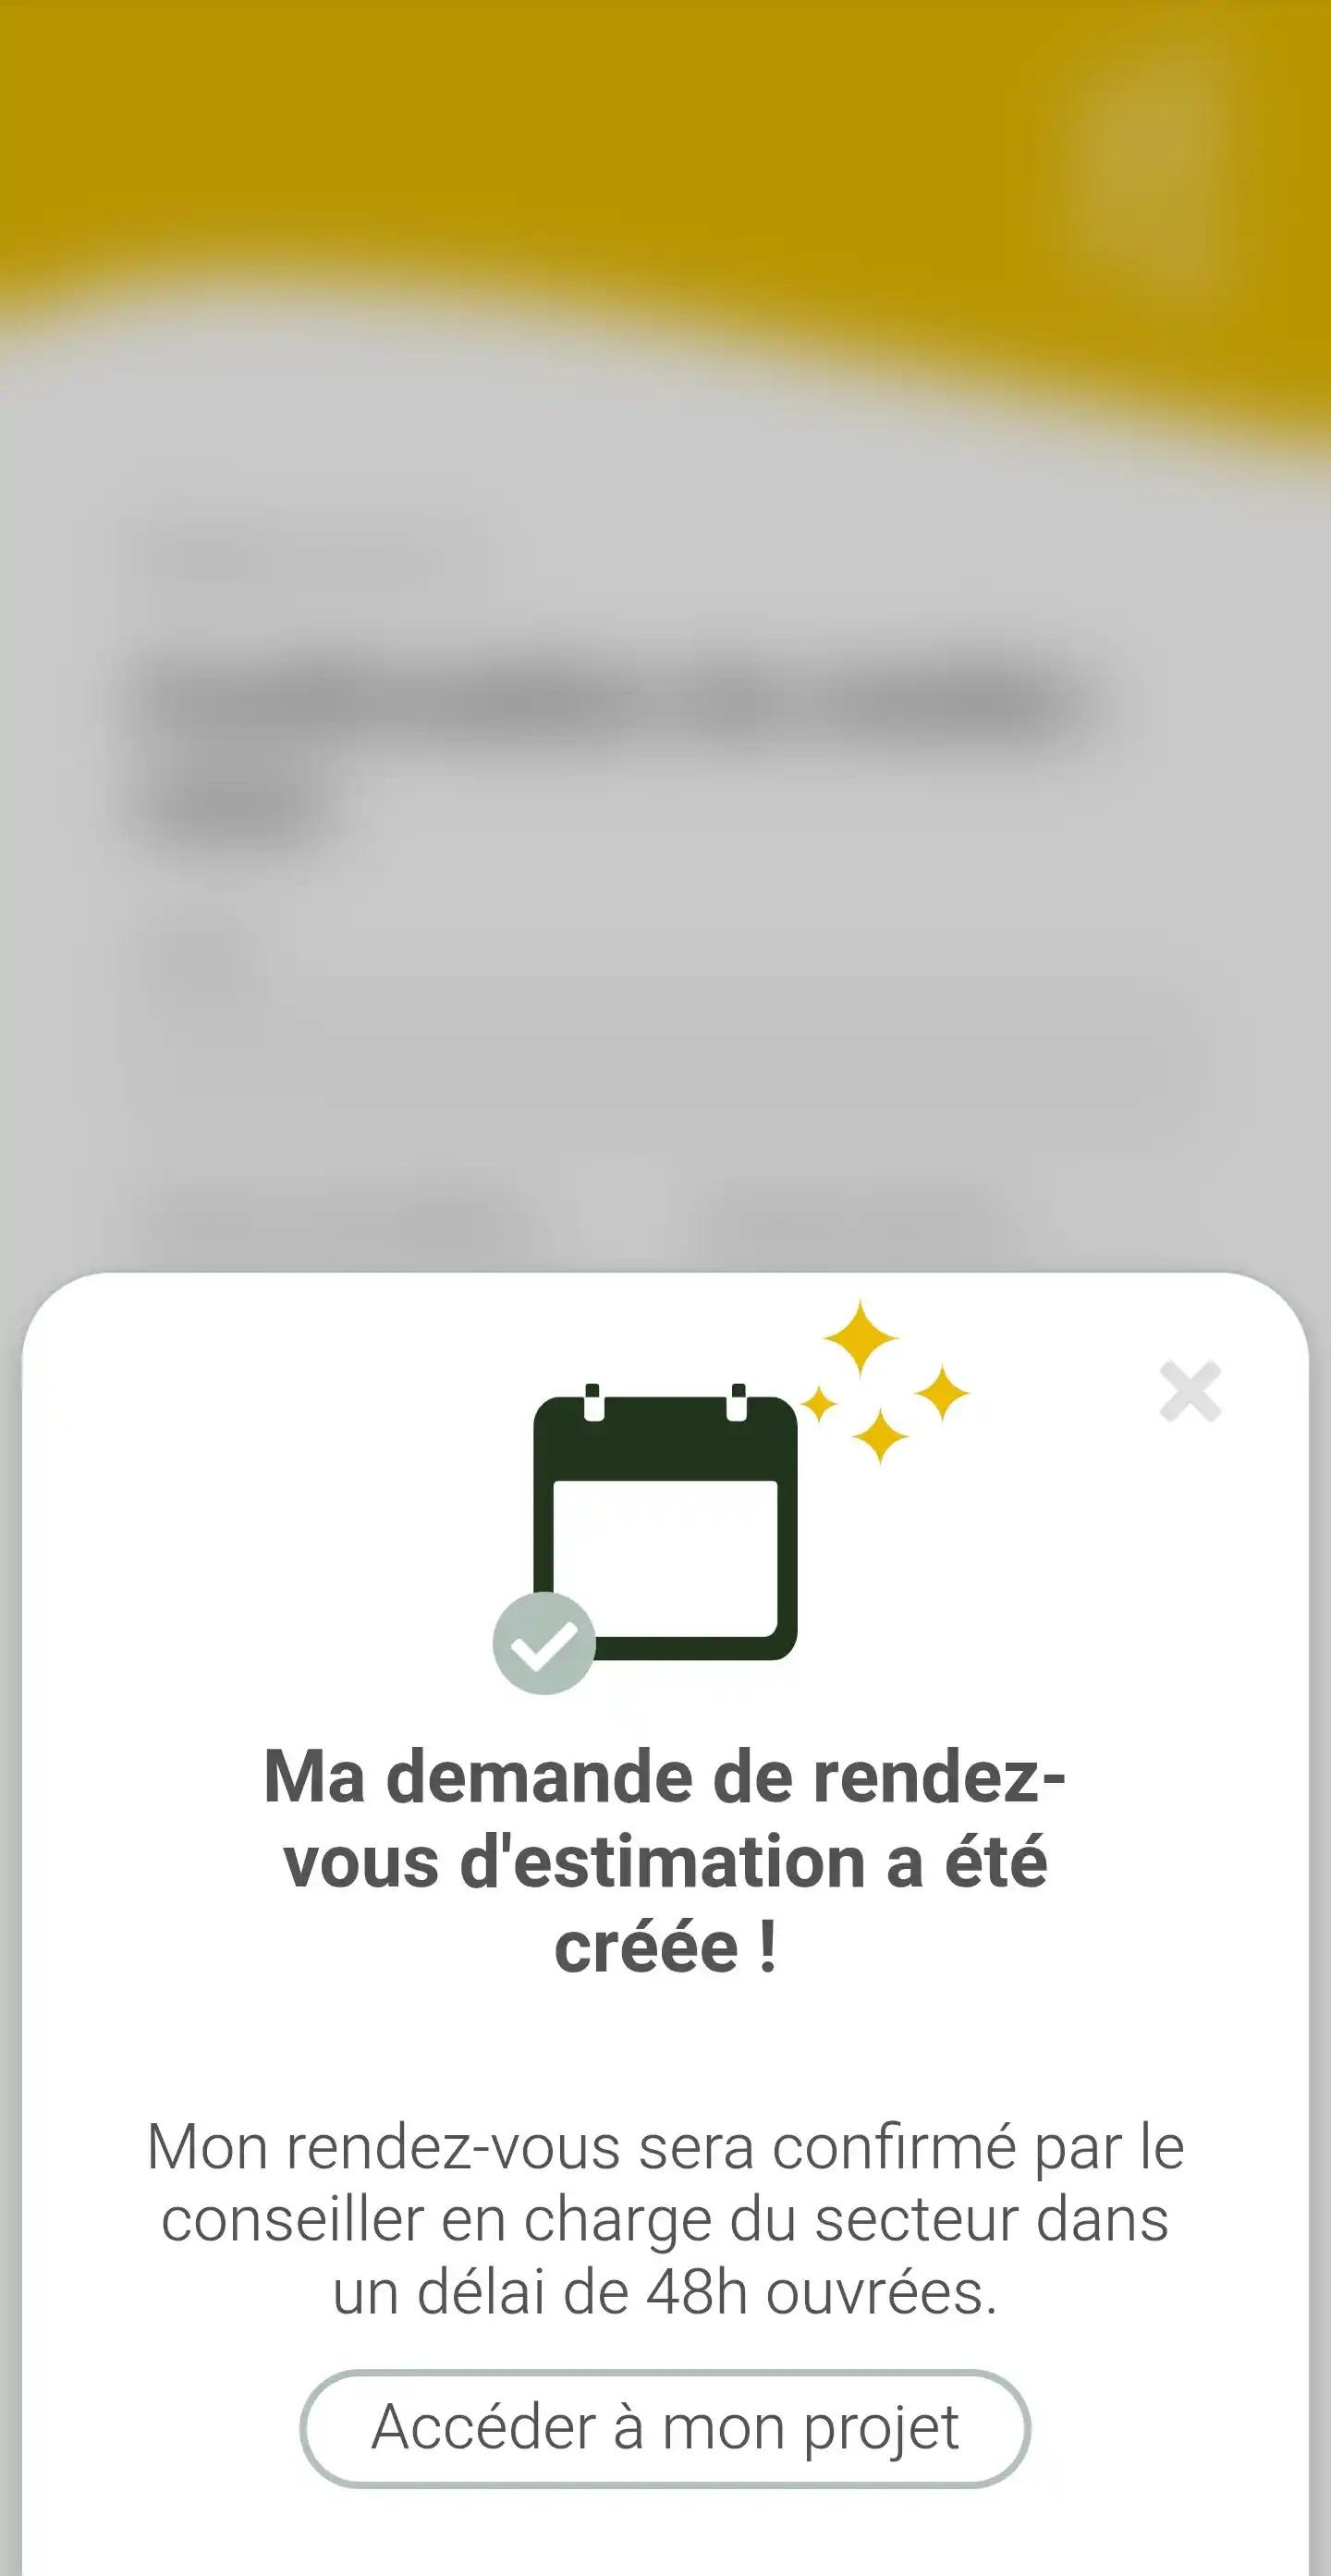 Ma demande de rendez-
vous d'estimation a été
créée !
Mon rendez-vous sera confirmé par le
conseiller en charge du secteur dans
un délai de 48h ouvrées.
Accéder à mon projet